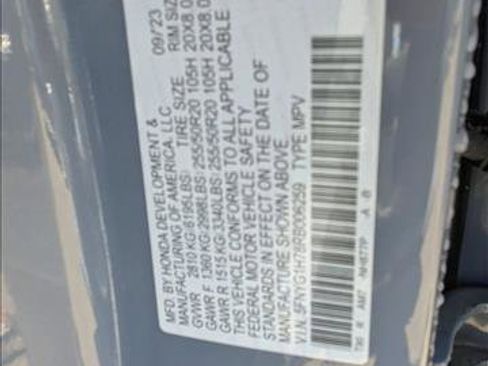 MFD. BY HONDA DEVELOPMENT & 09/23
MANUFACTURING OF AMERICA, LLC
TIRE SIZE RIM SIZE
GVWR 2810 KG:6195LBS:
GAWR F 1360 KG:2998LBS: 255/50R20 105H 20X8.0
GAWR R 1515 KG:3340LBS: 255/50R20 105H 20X8.0
THIS VEHICLE CONFORMS TO ALL APPLICABLE
FEDERAL MOTOR VEHICLE SAFETY
STANDARDS IN EFFECT ON THE DATE OF
MANUFACTURE SHOWN ABOVE.
V.I.N. 5FNYG1H76RB006259 TYPE: MPV
A B